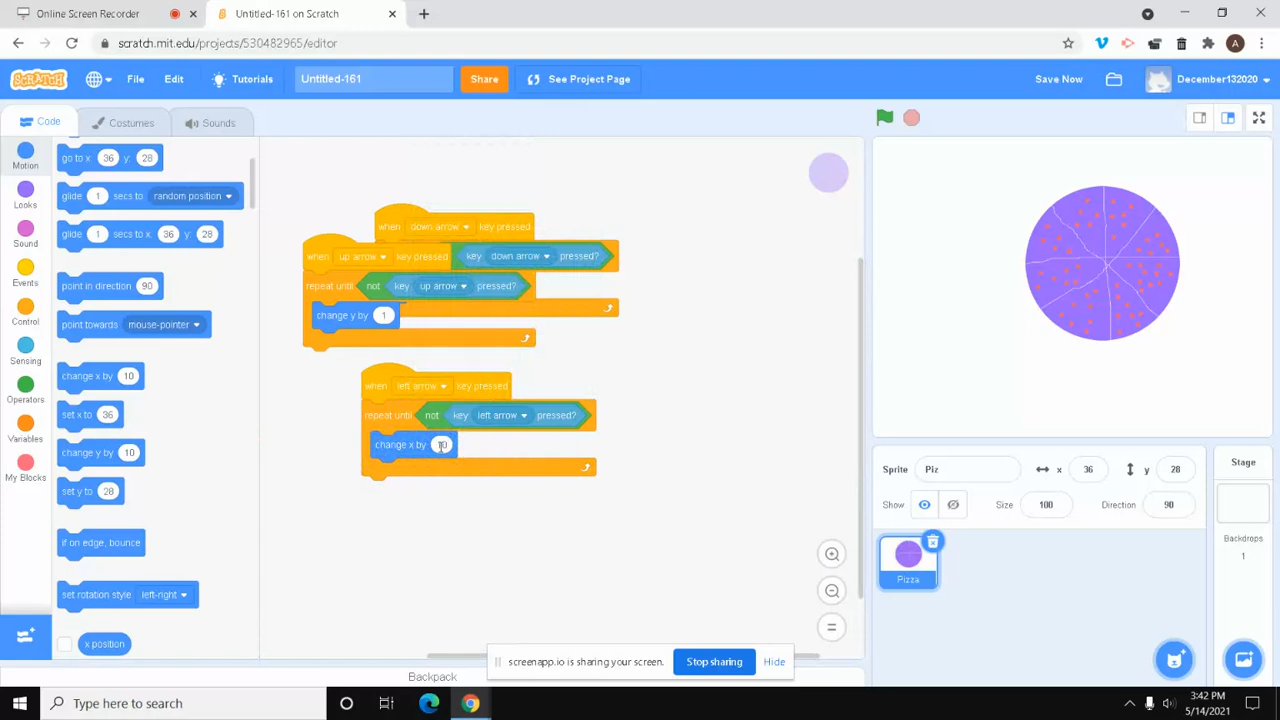 Online Screen Recorder
Untitled-161 on Scratch
scratch.mit.edu/projects/530482965/editor
A
SCRATCH
File
Edit
Tutorials
Untitled-161
Share
See Project Page
Save Now
December132020
Code
Costumes
Sounds
Motion
Looks
Sound
Events
Control
Sensing
Operators
Variables
My Blocks
go to x: 36 y: 28
glide 1 secs to random position
glide 1 secs to x: 36 y: 28
point in direction 90
point towards mouse-pointer
change x by 10
set x to 36
change y by 10
set y to 28
if on edge, bounce
set rotation style left-right
x position
when down arrow key pressed
key down arrow pressed?
when up arrow key pressed
repeat until not key up arrow pressed?
change y by 1
when left arrow key pressed
repeat until not key left arrow pressed?
change x by 10
Sprite
Piz
x 36
y 28
Show
Size 100
Direction 90
Pizza
Stage
Backdrops
1
screenapp.io is sharing your screen.
Stop sharing
Hide
Backpack
Type here to search
3:42 PM
5/14/2021